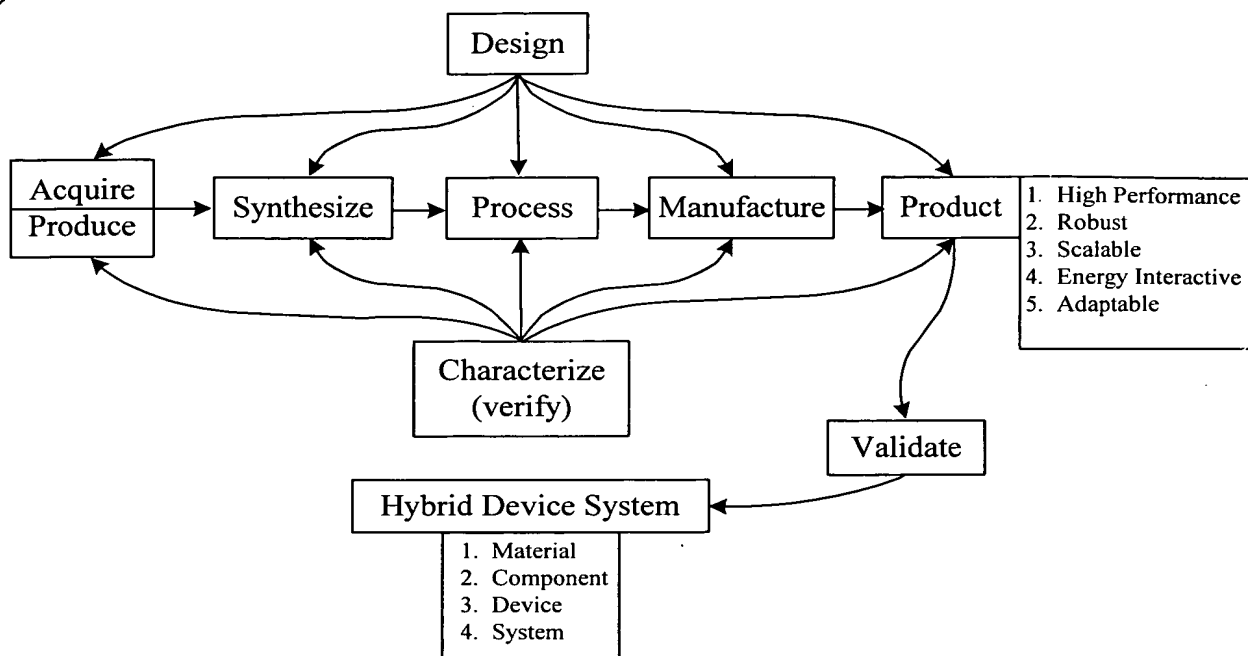 Design
Acquire
Produce
Synthesize
Process
Manufacture
Product
1. High Performance
2. Robust
3. Scalable
4. Energy Interactive
5. Adaptable
Characterize
(verify)
Validate
Hybrid Device System
1. Material
2. Component
3. Device
4. System